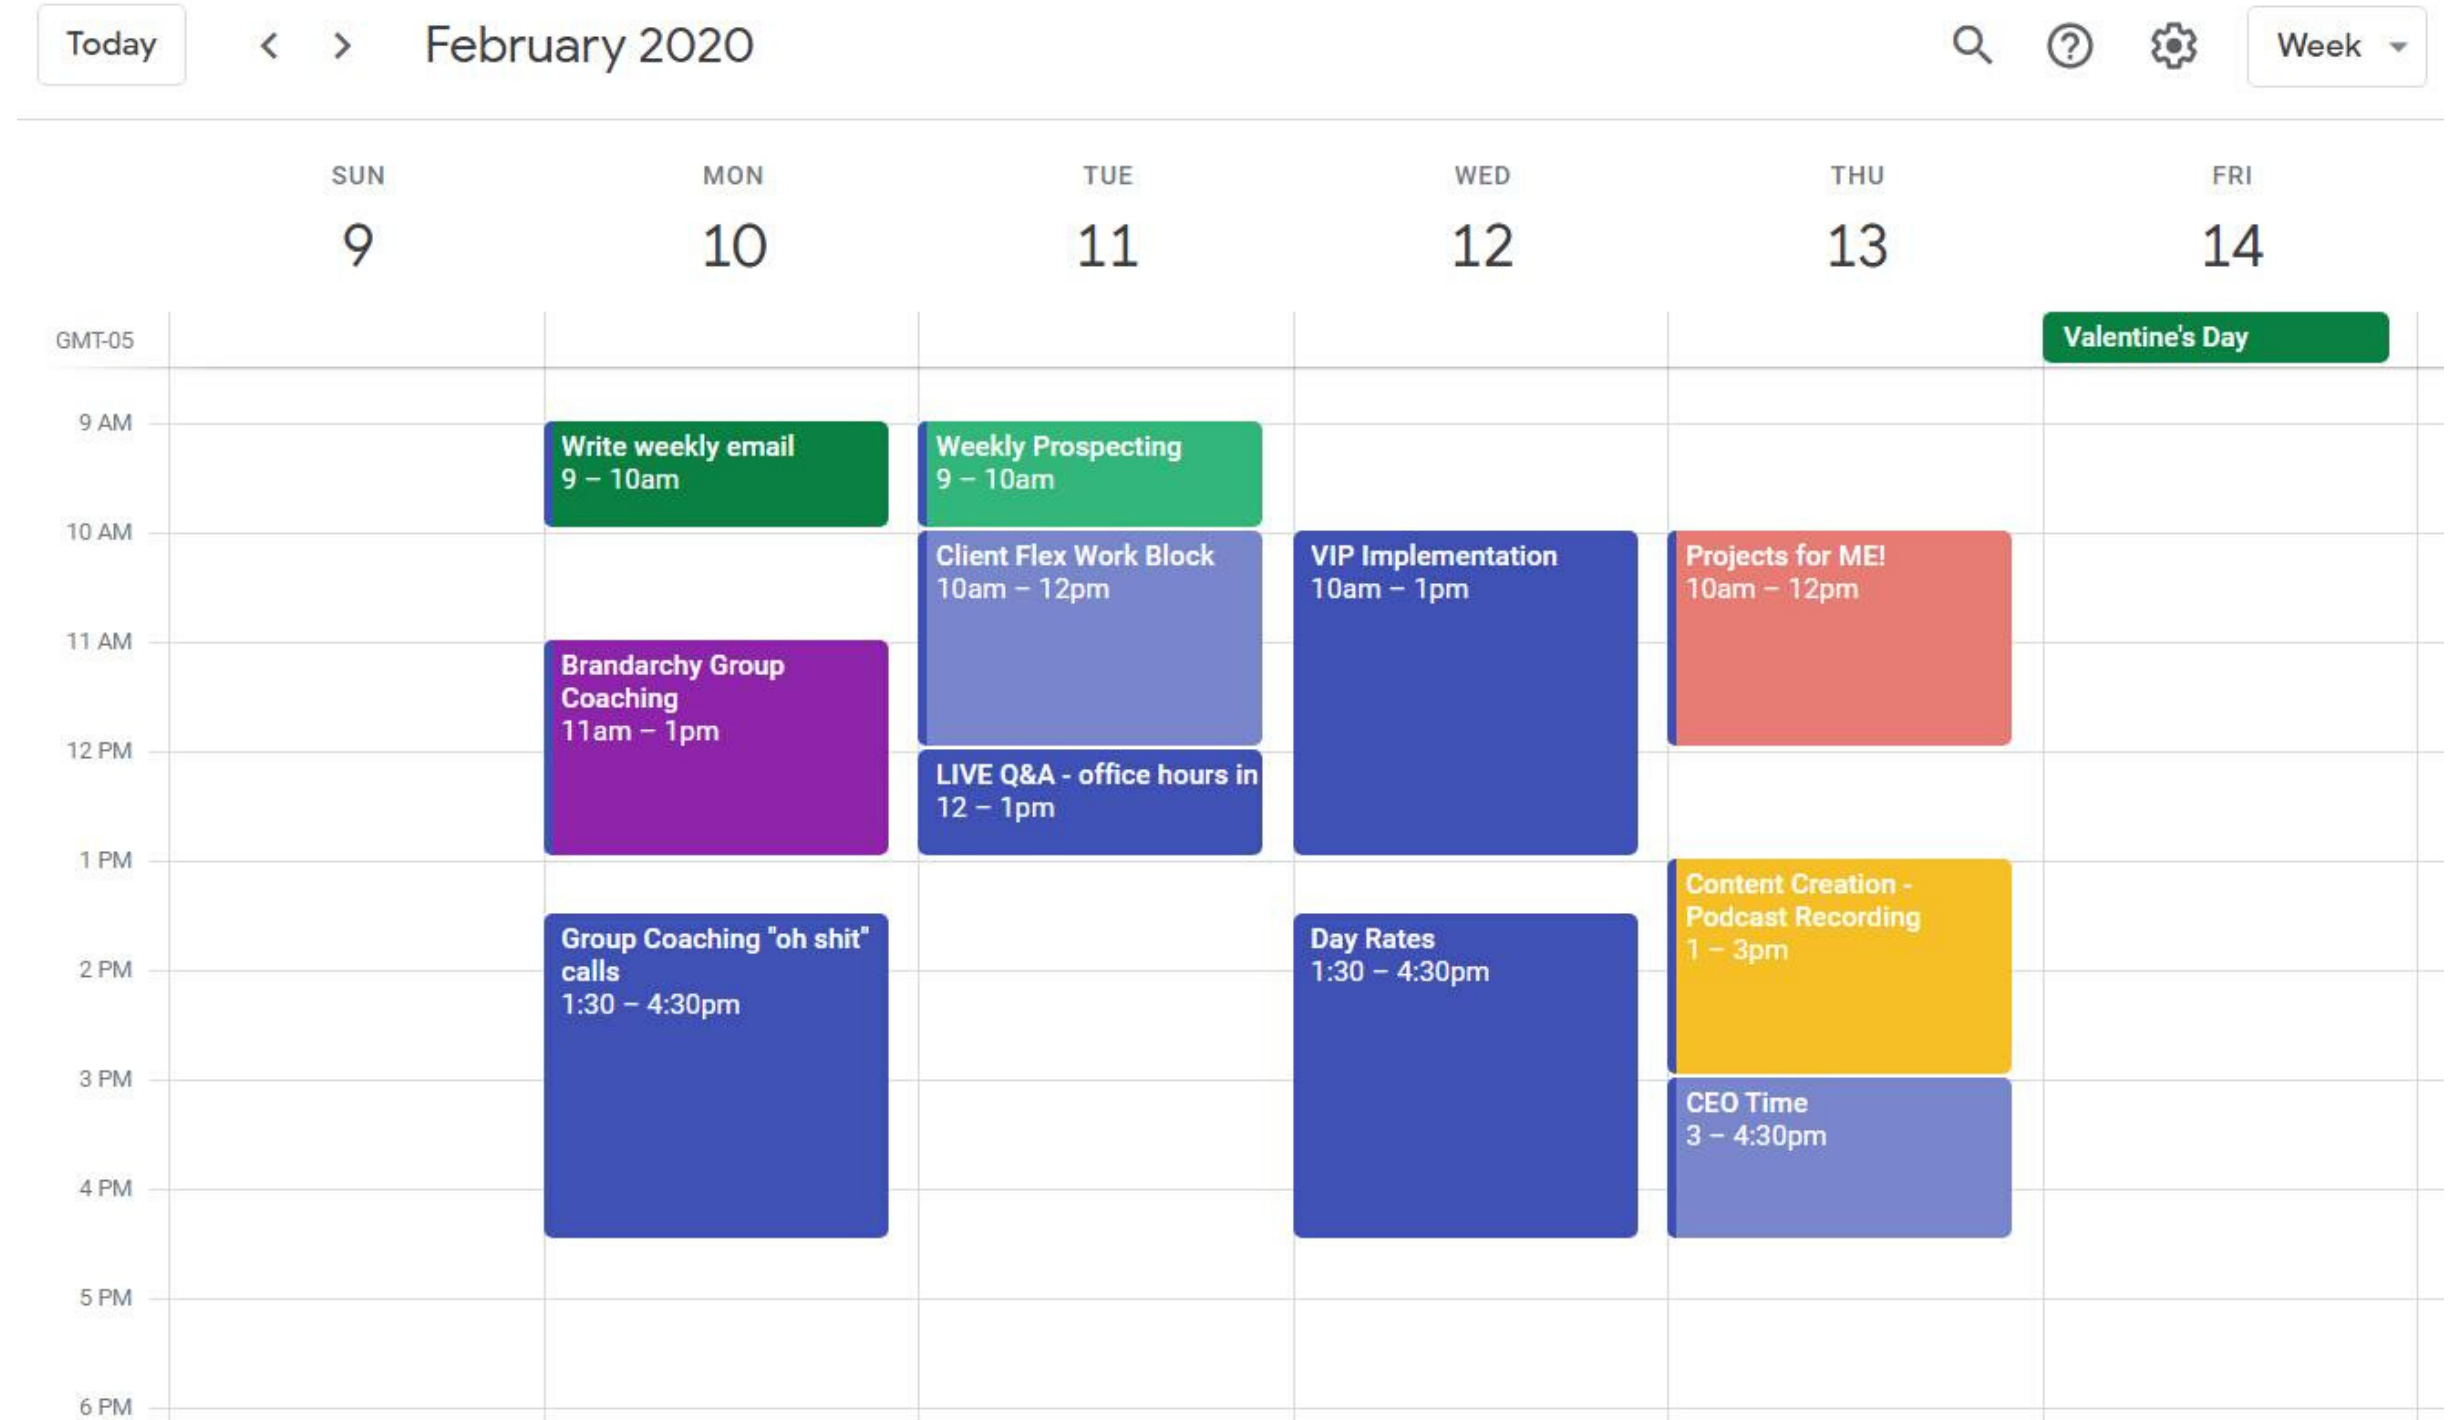 Today
February 2020
Week
SUN
MON
TUE
WED
THU
FRI
9
10
11
12
13
14
GMT-05
Valentine's Day
9 AM
10 AM
11 AM
12 PM
1 PM
2 PM
3 PM
4 PM
5 PM
6 PM
Write weekly email
9 – 10am
Brandarchy Group
Coaching
11am – 1pm
Group Coaching "oh shit"
calls
1:30 – 4:30pm
Weekly Prospecting
9 – 10am
Client Flex Work Block
10am – 12pm
LIVE Q&A - office hours in
12 – 1pm
VIP Implementation
10am – 1pm
Day Rates
1:30 – 4:30pm
Projects for ME!
10am – 12pm
Content Creation -
Podcast Recording
1 – 3pm
CEO Time
3 – 4:30pm